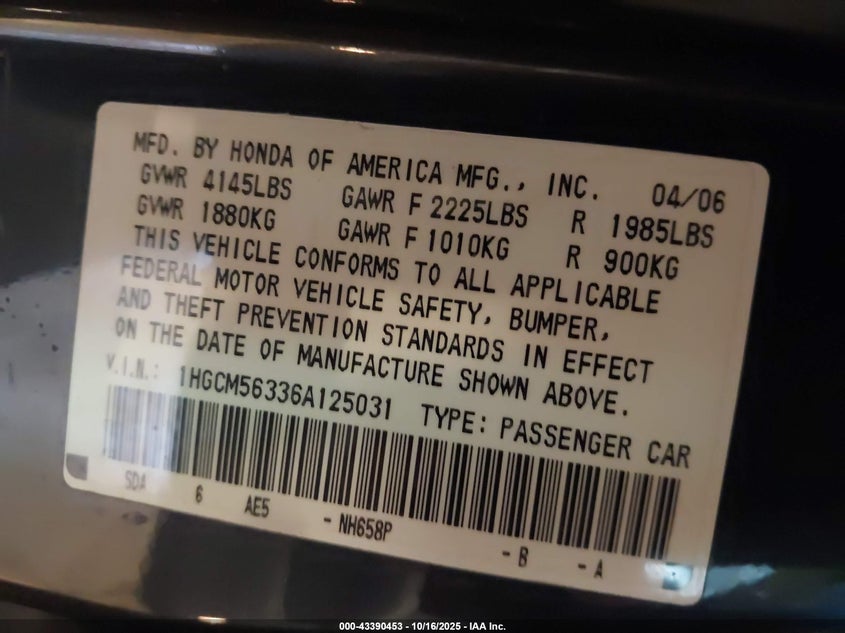 MFD. BY HONDA OF AMERICA MFG., INC. 04/06
GVWR 4145LBS GAWR F 2225LBS R 1985LBS
GVWR 1880KG GAWR F 1010KG R 900KG
THIS VEHICLE CONFORMS TO ALL APPLICABLE
FEDERAL MOTOR VEHICLE SAFETY, BUMPER,
AND THEFT PREVENTION STANDARDS IN EFFECT
ON THE DATE OF MANUFACTURE SHOWN ABOVE.
V.I.N.: 1HGCM56336A125031 TYPE: PASSENGER CAR
SDA 6 AE5 - NH658P - B - A
000-43390453 - 10/16/2025 - IAA Inc.